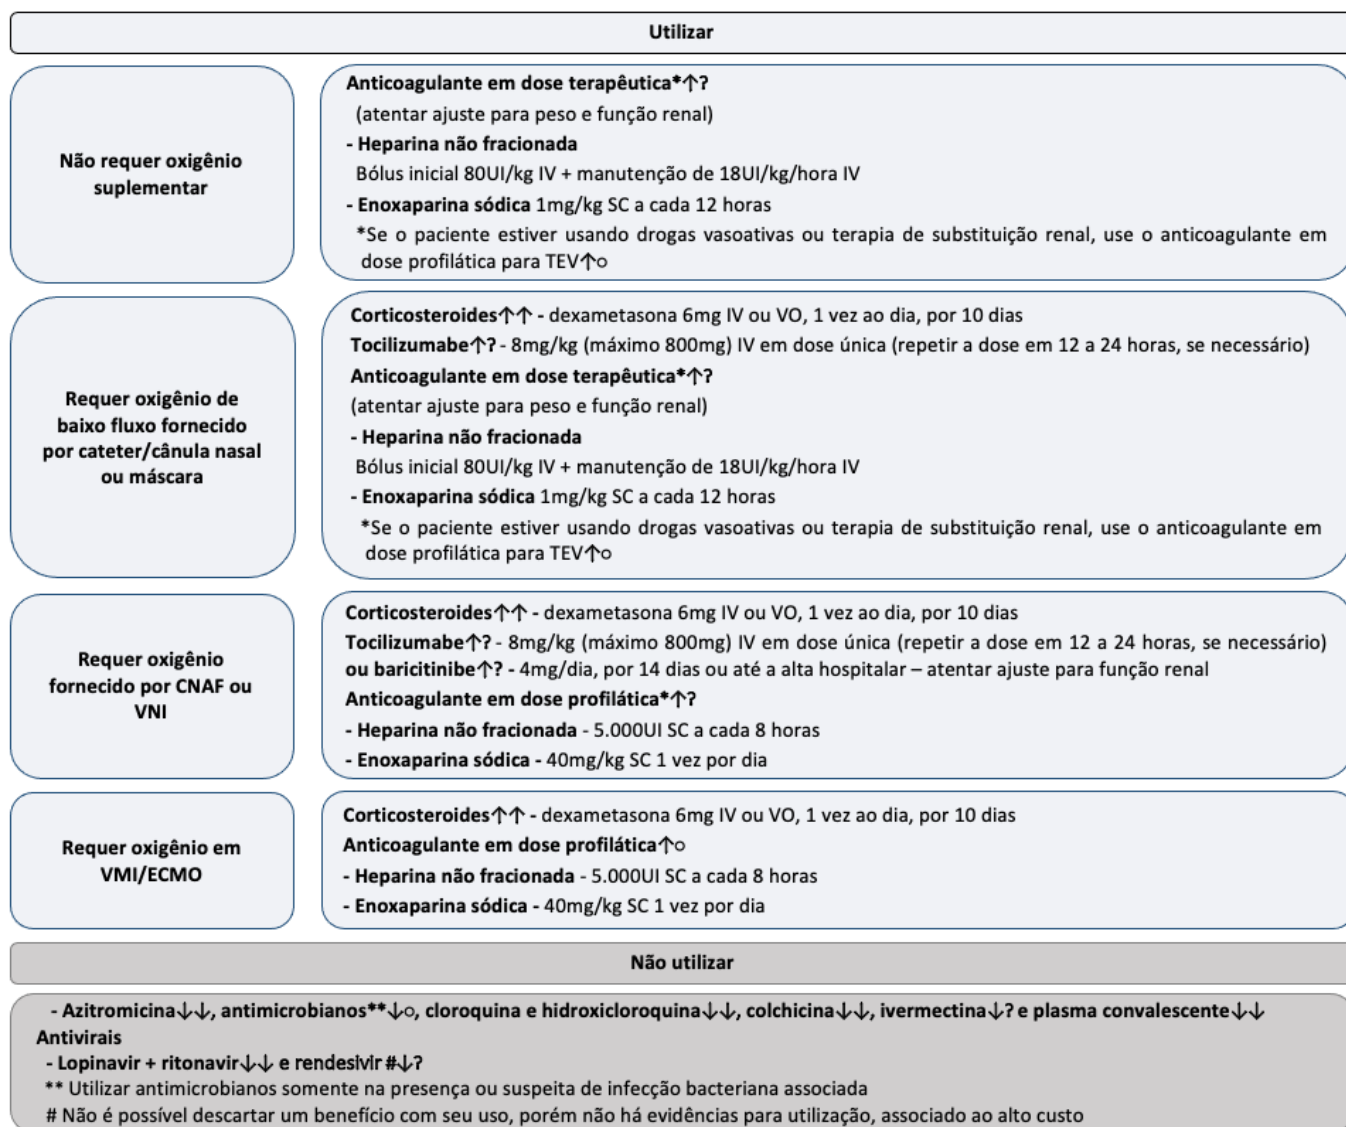 Utilizar
Não requer oxigênio
suplementar
Anticoagulante em dose terapêutica*↑?
(atentar ajuste para peso e função renal)
- Heparina não fracionada
Bólus inicial 80UI/kg IV + manutenção de 18UI/kg/hora IV
- Enoxaparina sódica 1mg/kg SC a cada 12 horas
*Se o paciente estiver usando drogas vasoativas ou terapia de substituição renal, use o anticoagulante em
dose profilática para TEV↑○
Requer oxigênio de
baixo fluxo fornecido
por cateter/cânula nasal
ou máscara
Corticosteroides↑↑ - dexametasona 6mg IV ou VO, 1 vez ao dia, por 10 dias
Tocilizumabe↑? - 8mg/kg (máximo 800mg) IV em dose única (repetir a dose em 12 a 24 horas, se necessário)
Anticoagulante em dose terapêutica*↑?
(atentar ajuste para peso e função renal)
- Heparina não fracionada
Bólus inicial 80UI/kg IV + manutenção de 18UI/kg/hora IV
- Enoxaparina sódica 1mg/kg SC a cada 12 horas
*Se o paciente estiver usando drogas vasoativas ou terapia de substituição renal, use o anticoagulante em
dose profilática para TEV↑○
Requer oxigênio
fornecido por CNAF ou
VNI
Corticosteroides↑↑ - dexametasona 6mg IV ou VO, 1 vez ao dia, por 10 dias
Tocilizumabe↑? - 8mg/kg (máximo 800mg) IV em dose única (repetir a dose em 12 a 24 horas, se necessário)
ou baricitinibe↑? - 4mg/dia, por 14 dias ou até a alta hospitalar – atentar ajuste para função renal
Anticoagulante em dose profilática*↑?
- Heparina não fracionada - 5.000UI SC a cada 8 horas
- Enoxaparina sódica - 40mg/kg SC 1 vez por dia
Requer oxigênio em
VMI/ECMO
Corticosteroides↑↑ - dexametasona 6mg IV ou VO, 1 vez ao dia, por 10 dias
Anticoagulante em dose profilática↑○
- Heparina não fracionada - 5.000UI SC a cada 8 horas
- Enoxaparina sódica - 40mg/kg SC 1 vez por dia
Não utilizar
- Azitromicina↓↓, antimicrobianos**↓○, cloroquina e hidroxicloroquina↓↓, colchicina↓↓, ivermectina↓? e plasma convalescente↓↓
Antivirais
- Lopinavir + ritonavir↓↓ e rendesivir #↓?
** Utilizar antimicrobianos somente na presença ou suspeita de infecção bacteriana associada
# Não é possível descartar um benefício com seu uso, porém não há evidências para utilização, associado ao alto custo